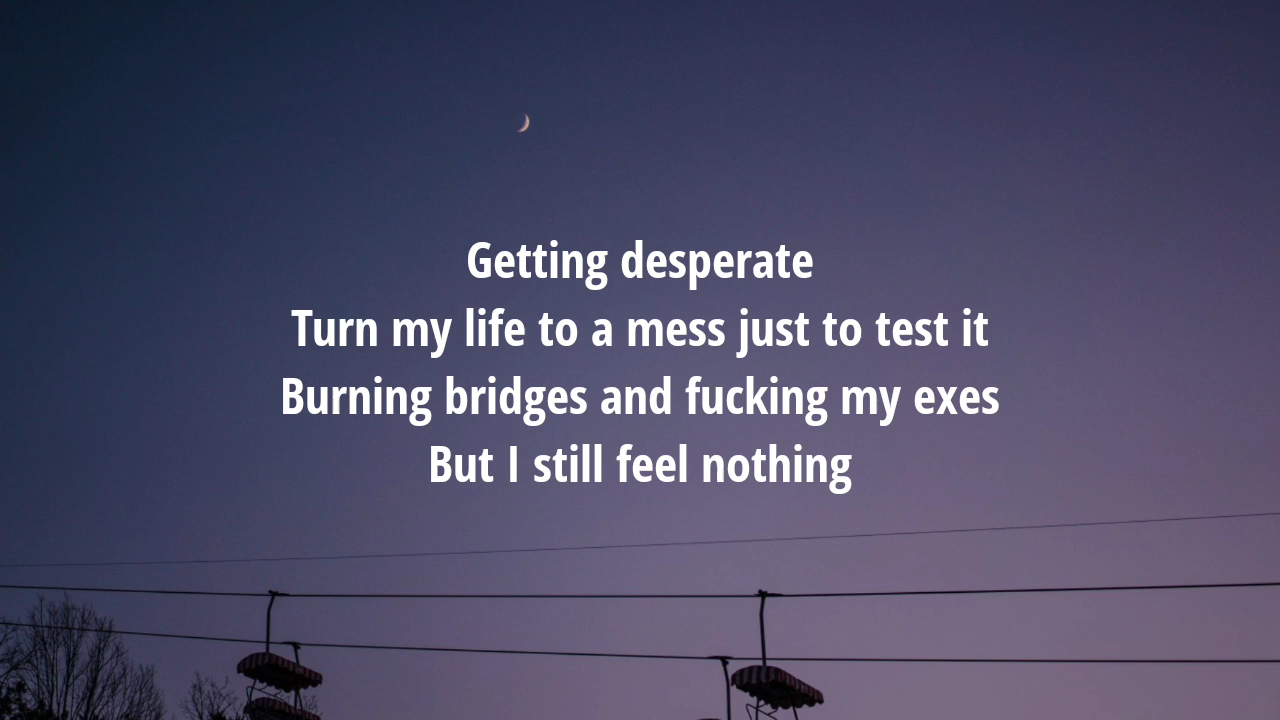 Getting desperate
Turn my life to a mess just to test it
Burning bridges and fucking my exes
But I still feel nothing